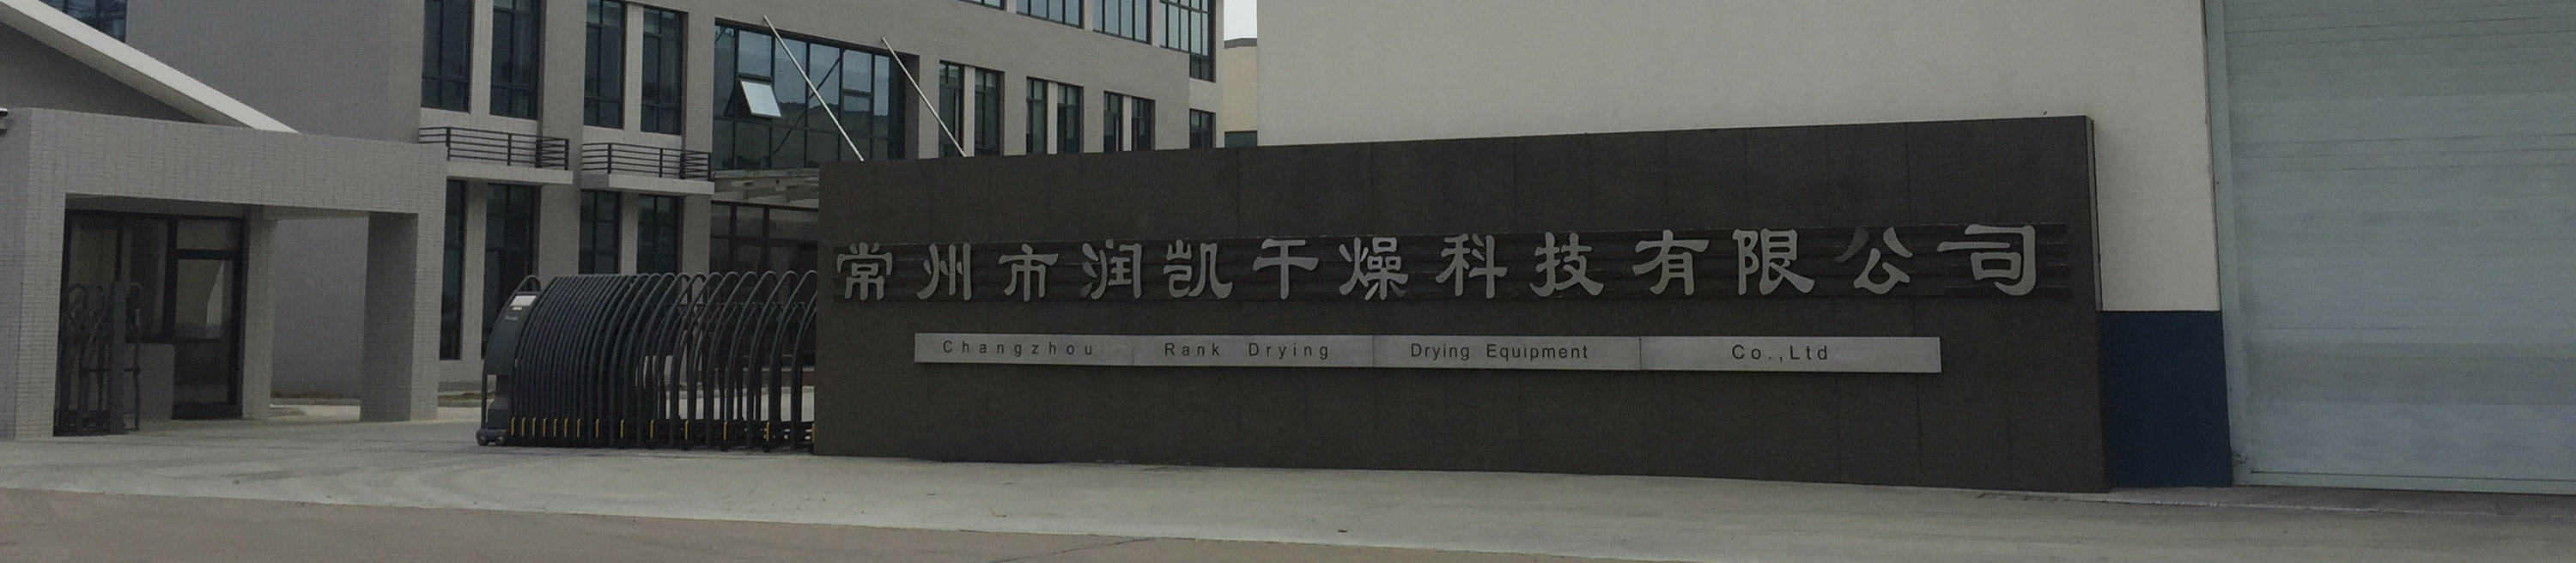 常州市润凯干燥科技有限公司
Changzhou Rank Drying Drying Equipment Co.,Ltd